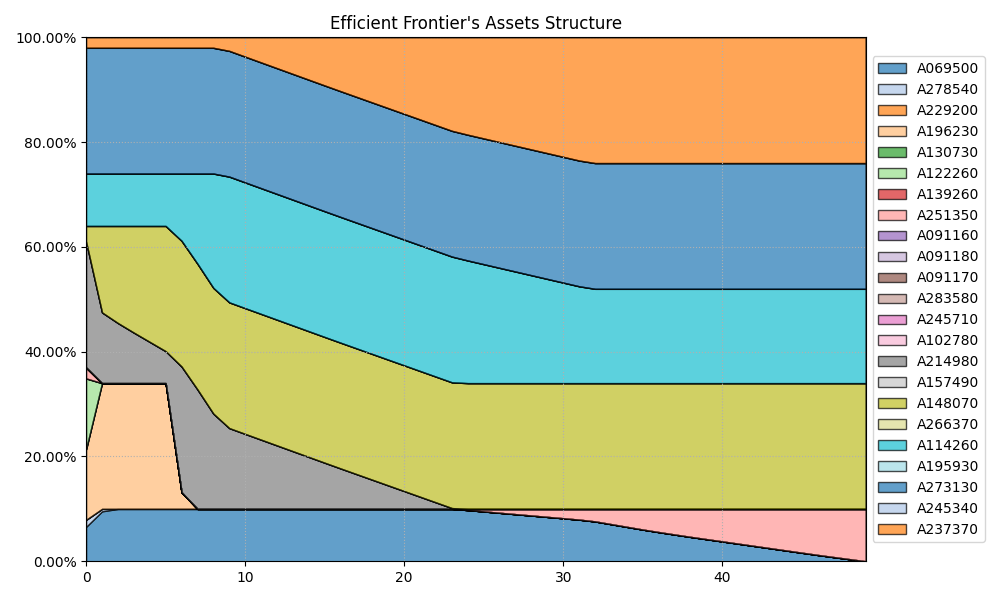 Efficient Frontier's Assets Structure
100.00%
80.00%
60.00%
40.00%
20.00%
0.00%
0
10
20
30
40
A069500
A278540
A229200
A196230
A130730
A122260
A139260
A251350
A091160
A091180
A091170
A283580
A245710
A102780
A214980
A157490
A148070
A266370
A114260
A195930
A273130
A245340
A237370